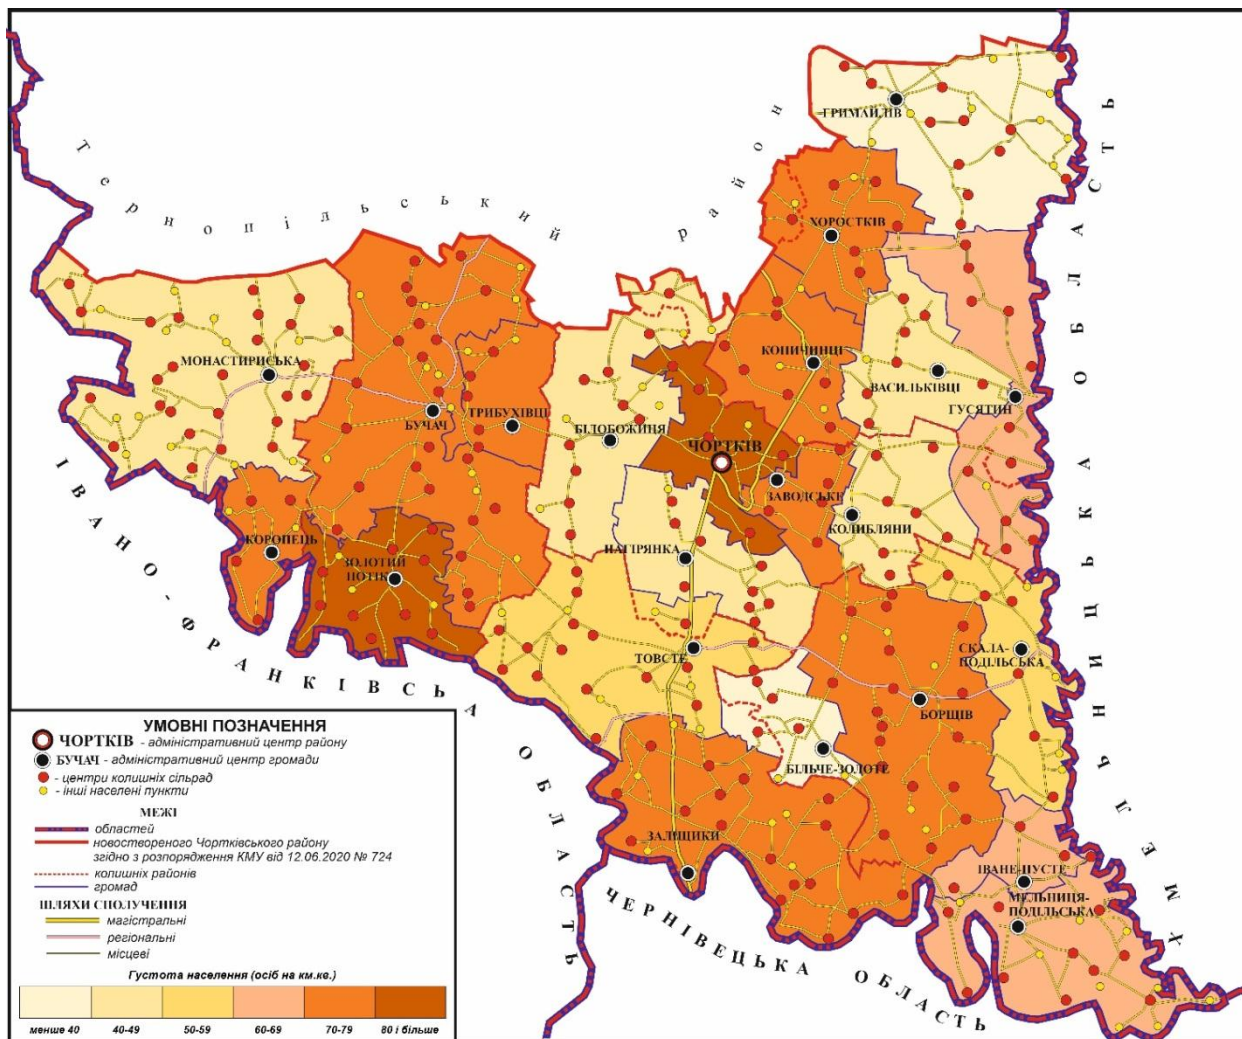 Тернопільський район
ГРИМАЙЛІВ
ХОРОСТКІВ
КОПИЧИНЦІ
ВАСИЛЬКІВЦІ
ГУСЯТИН
МОНАСТИРИСЬКА
БУЧАЧ
ТРИБУХІВЦІ
БІЛОБОЖНИЦЯ
ЧОРТКІВ
ЗАВОДСЬКЕ
КОЛИНДЯНИ
КОРОПЕЦЬ
ЗОЛОТИЙ
ПОТІК
НАГІРЯНКА
ТОВСТЕ
СКАЛА-
ПОДІЛЬСЬКА
БОРЩІВ
БІЛЬЧЕ-ЗОЛОТЕ
ЗАЛІЩИКИ
ІВАНЕ-ПУСТЕ
МЕЛЬНИЦЯ-
ПОДІЛЬСЬКА
ІВАНО-ФРАНКІВСЬКА ОБЛАСТЬ
ЧЕРНІВЕЦЬКА ОБЛАСТЬ
ХМЕЛЬНИЦЬКА ОБЛАСТЬ
УМОВНІ ПОЗНАЧЕННЯ
ЧОРТКІВ - адміністративний центр району
БУЧАЧ - адміністративний центр громади
- центри колишніх сільрад
- інші населені пункти
МЕЖІ
областей
новоствореного Чортківського району
згідно з розпорядження КМУ від 12.06.2020 № 724
колишніх районів
громад
ШЛЯХИ СПОЛУЧЕННЯ
магістральні
регіональні
місцеві
Густота населення (осіб на км.кв.)
менше 40 40-49 50-59 60-69 70-79 80 і більше